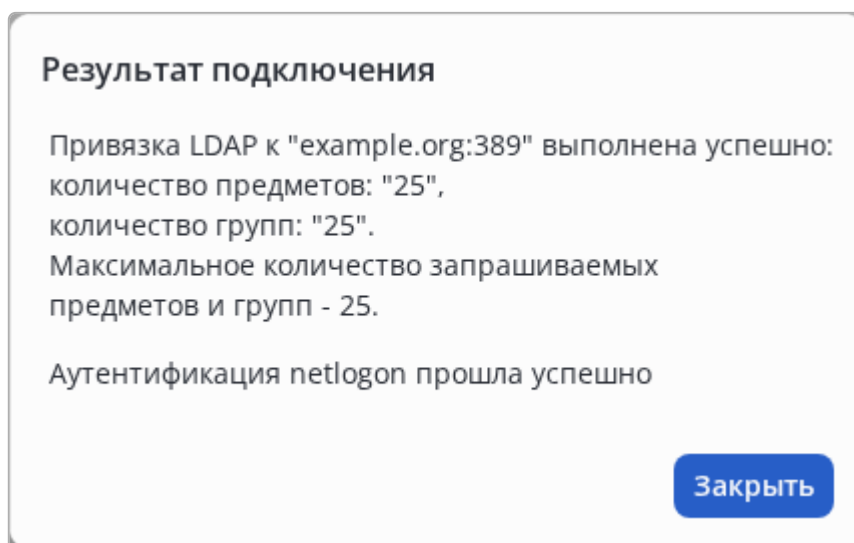 Результат подключения
Привязка LDAP к "example.org:389" выполнена успешно:
количество предметов: "25",
количество групп: "25".
Максимальное количество запрашиваемых
предметов и групп - 25.
Аутентификация netlogon прошла успешно
Закрыть